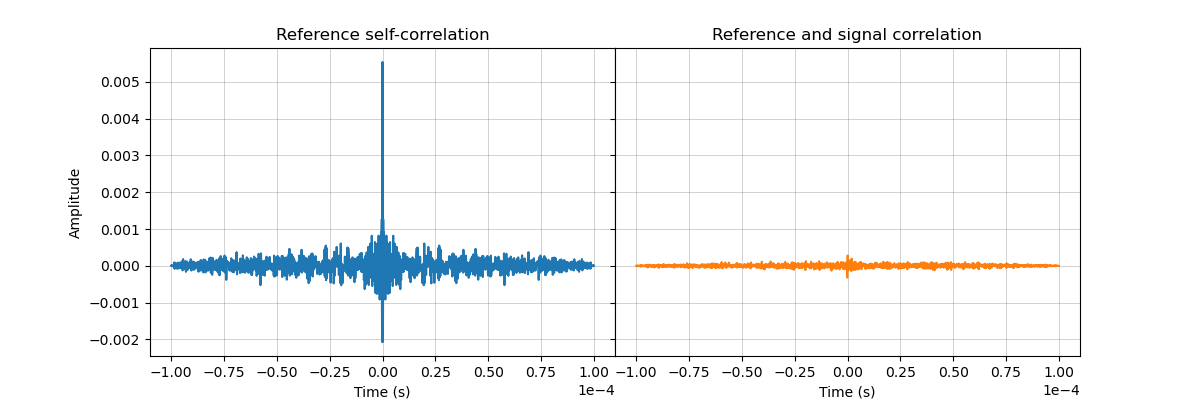 Reference self-correlation
Reference and signal correlation
Amplitude
0.005
0.004
0.003
0.002
0.001
0.000
−0.001
−0.002
−1.00 −0.75 −0.50 −0.25 0.00 0.25 0.50 0.75 1.00
1e−4
Time (s)
−1.00 −0.75 −0.50 −0.25 0.00 0.25 0.50 0.75 1.00
1e−4
Time (s)